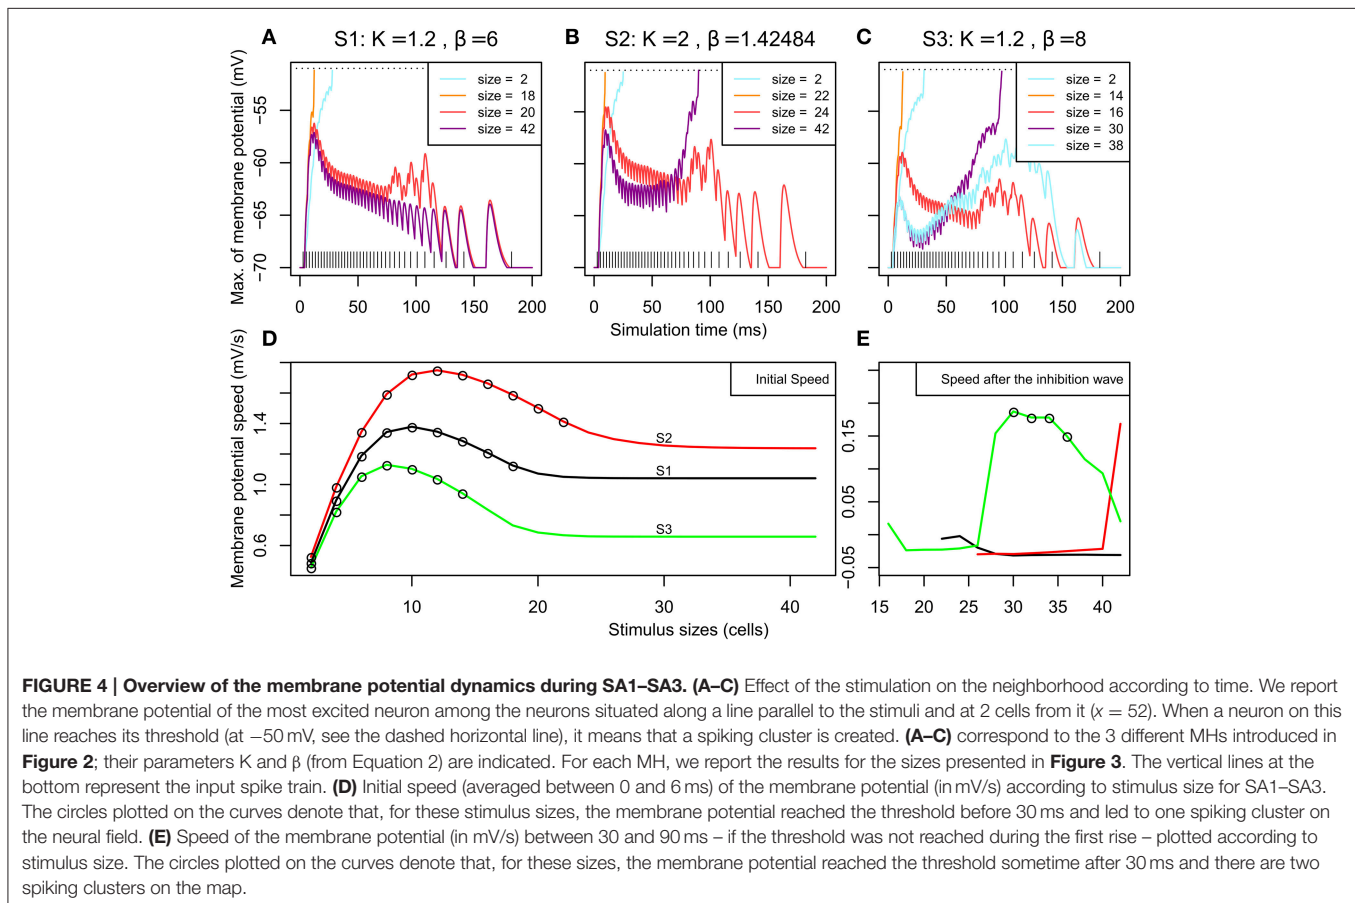 A S1: K =1.2 , β =6
B S2: K =2 , β =1.42484
C S3: K =1.2 , β =8
Max. of membrane potential (mV)
−55
−60
−65
−70
size = 2
size = 18
size = 20
size = 42
size = 2
size = 22
size = 24
size = 42
size = 2
size = 14
size = 16
size = 30
size = 38
0 50 100 150 200
0 50 100 150 200
0 50 100 150 200
Simulation time (ms)
D
Membrane potential speed (mV/s)
1.4
1.0
0.6
Initial Speed
S2
S1
S3
10 20 30 40
Stimulus sizes (cells)
E
Speed after the inhibition wave
0.15
0.05
−0.05
15 20 25 30 35 40
FIGURE 4 | Overview of the membrane potential dynamics during SA1–SA3. (A–C) Effect of the stimulation on the neighborhood according to time. We report
the membrane potential of the most excited neuron among the neurons situated along a line parallel to the stimuli and at 2 cells from it (x = 52). When a neuron on this
line reaches its threshold (at −50 mV, see the dashed horizontal line), it means that a spiking cluster is created. (A–C) correspond to the 3 different MHs introduced in
Figure 2; their parameters K and β (from Equation 2) are indicated. For each MH, we report the results for the sizes presented in Figure 3. The vertical lines at the
bottom represent the input spike train. (D) Initial speed (averaged between 0 and 6 ms) of the membrane potential (in mV/s) according to stimulus size for SA1–SA3.
The circles plotted on the curves denote that, for these stimulus sizes, the membrane potential reached the threshold before 30 ms and led to one spiking cluster on
the neural field. (E) Speed of the membrane potential (in mV/s) between 30 and 90 ms – if the threshold was not reached during the first rise – plotted according to
stimulus size. The circles plotted on the curves denote that, for these sizes, the membrane potential reached the threshold sometime after 30 ms and there are two
spiking clusters on the map.